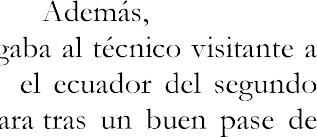 Además,
gaba al técnico visitante a
el ecuador del segundo
ara tras un buen pase de